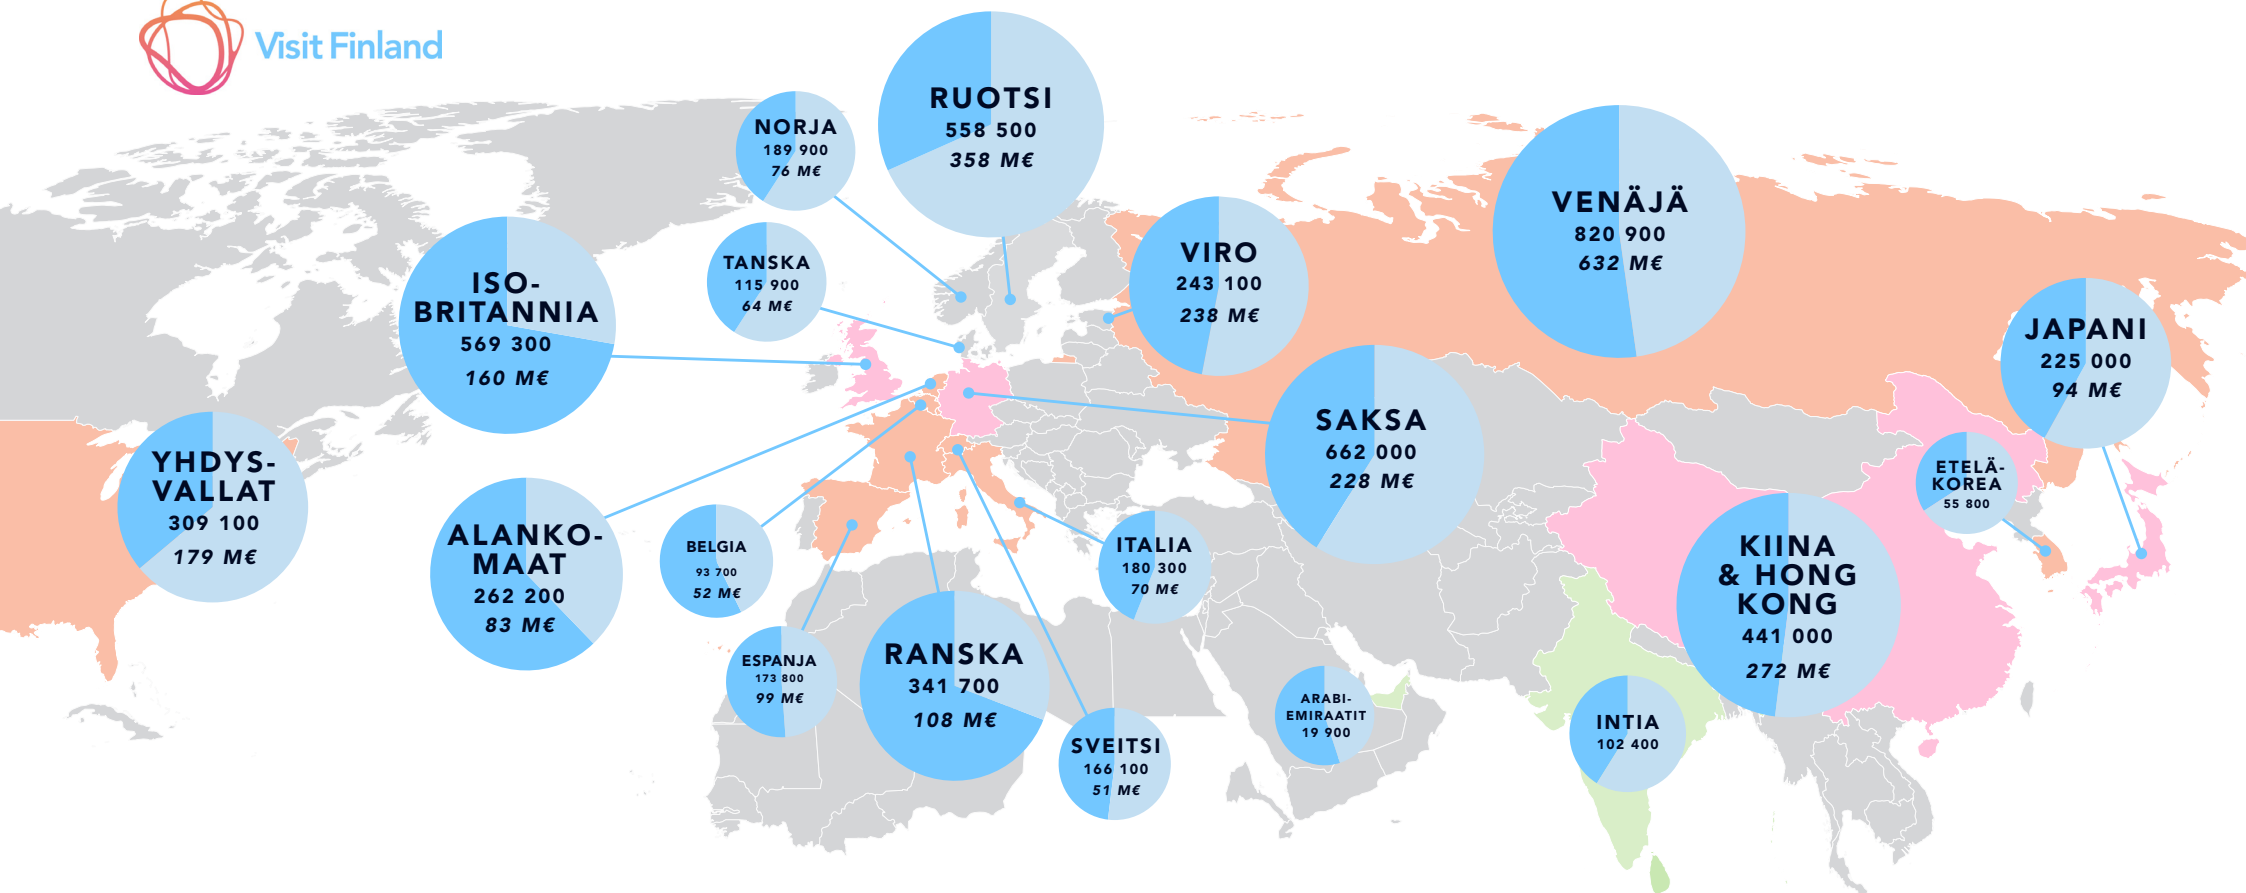 Visit Finland
NORJA
189 900
76 M€
RUOTSI
558 500
358 M€
VENÄJÄ
820 900
632 M€
ISO-
BRITANNIA
569 300
160 M€
TANSKA
115 900
64 M€
VIRO
243 100
238 M€
JAPANI
225 000
94 M€
SAKSA
662 000
228 M€
YHDYS-
VALLAT
309 100
179 M€
ETELÄ-
KOREA
55 800
ALANKO-
MAAT
262 200
83 M€
BELGIA
93 700
52 M€
ITALIA
180 300
70 M€
KIINA
& HONG
KONG
441 000
272 M€
ESPANJA
173 800
99 M€
RANSKA
341 700
108 M€
SVEITSI
166 100
51 M€
ARABI-
EMIRAATIT
19 900
INTIA
102 400